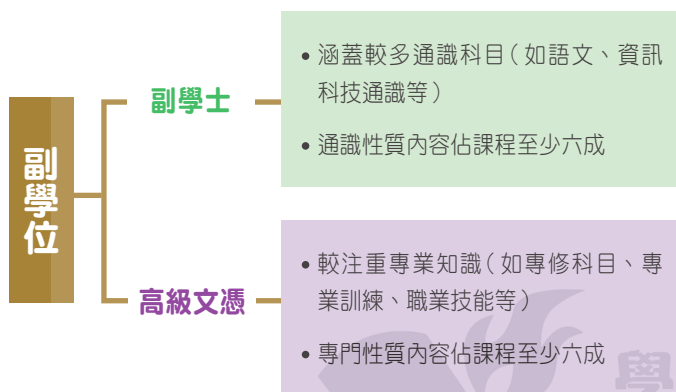 副學位
副學士
• 涵蓋較多通識科目(如語文、資訊
科技通識等)
• 通識性質內容佔課程至少六成
高級文憑
• 較注重專業知識(如專修科目、專
業訓練、職業技能等)
• 專門性質內容佔課程至少六成
學